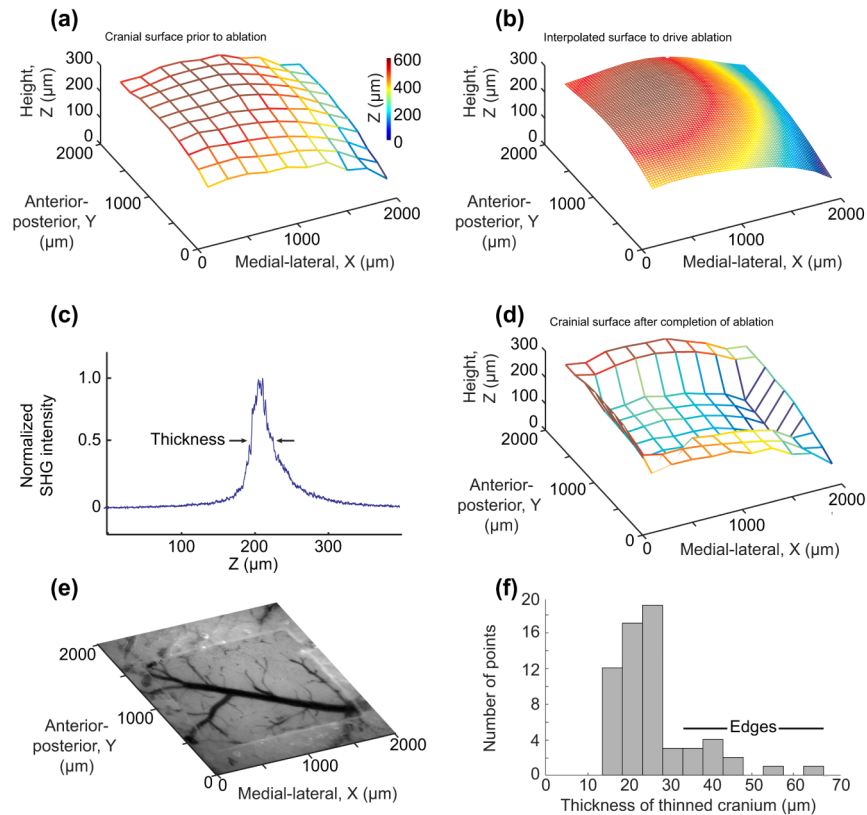 (a)
Cranial surface prior to ablation
300
200
100
0
Height,
Z (µm)
600
400
200
0
Z (µm)
2000
1000
0
Anterior-
posterior, Y
(µm)
0
1000
2000
Medial-lateral, X (µm)
(b)
Interpolated surface to drive ablation
300
200
100
0
Height,
Z (µm)
2000
1000
0
Anterior-
posterior, Y
(µm)
0
1000
2000
Medial-lateral, X (µm)
(c)
1.0
0.5
0
Normalized
SHG intensity
Thickness
100
200
300
Z (µm)
(d)
Crainial surface after completion of ablation
300
200
100
0
Height,
Z (µm)
2000
1000
0
Anterior-
posterior, Y
(µm)
0
1000
2000
Medial-lateral, X (µm)
(e)
2000
1000
0
Anterior-
posterior, Y
(µm)
0
1000
2000
Medial-lateral, X (µm)
(f)
20
16
12
8
4
0
Number of points
Edges
0
10
20
30
40
50
60
70
Thickness of thinned cranium (µm)